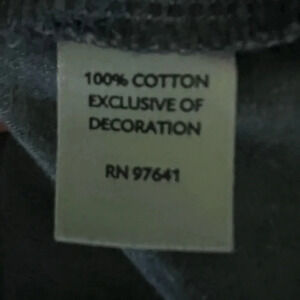 100% COTTON
EXCLUSIVE OF
DECORATION
RN 97641